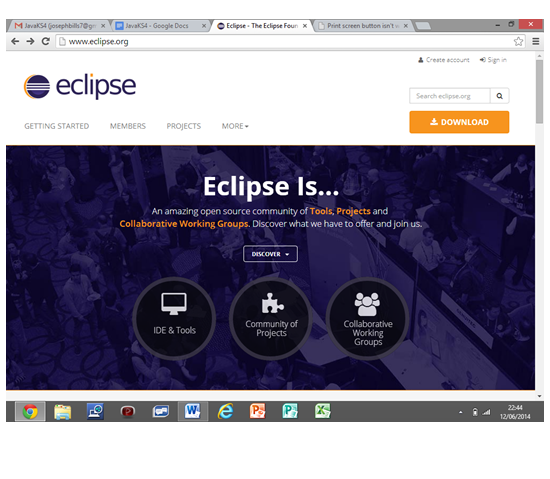 JavaKS4 - Google Docs
Eclipse - The Eclipse Foun
Print screen button isn't w
www.eclipse.org
Create account
Sign in
eclipse
Search eclipse.org
GETTING STARTED
MEMBERS
PROJECTS
MORE
DOWNLOAD
Eclipse Is...
An amazing open source community of Tools, Projects and
Collaborative Working Groups. Discover what we have to offer and join us.
DISCOVER
IDE & Tools
Community of
Projects
Collaborative
Working
Groups
22:44
12/06/2014